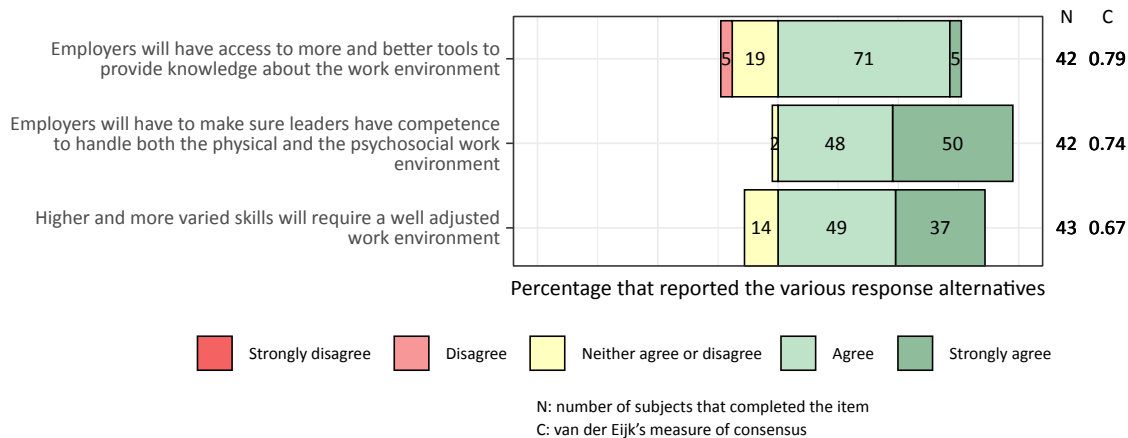 N C
Employers will have access to more and better tools to
provide knowledge about the work environment
5 19 71 5 42 0.79
Employers will have to make sure leaders have competence
to handle both the physical and the psychosocial work
environment
2 48 50 42 0.74
Higher and more varied skills will require a well adjusted
work environment
14 49 37 43 0.67
Percentage that reported the various response alternatives
Strongly disagree Disagree Neither agree or disagree Agree Strongly agree
N: number of subjects that completed the item
C: van der Eijk's measure of consensus